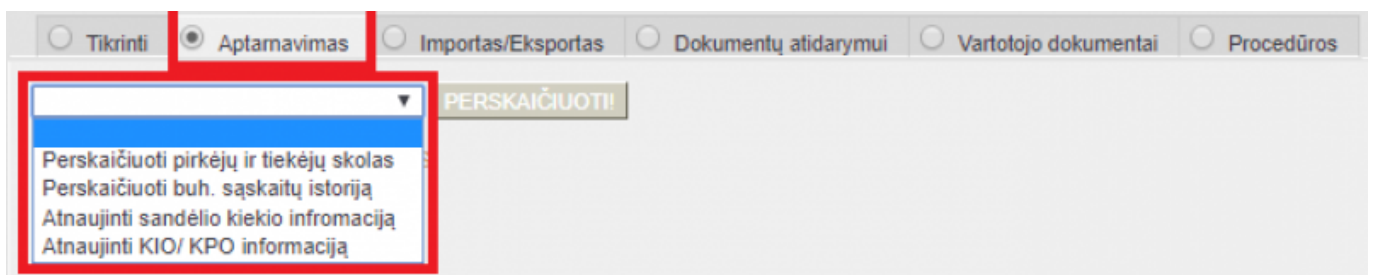 Tikrinti Aptarnavimas Importas/Eksportas Dokumentų atidarymui Vartotojo dokumentai Procedūros
PERSKAIČIUOTI!
Perskaičiuoti pirkėjų ir tiekėjų skolas
Perskaičiuoti buh. sąskaitų istoriją
Atnaujinti sandėlio kiekio infromaciją
Atnaujinti KIO/ KPO informaciją